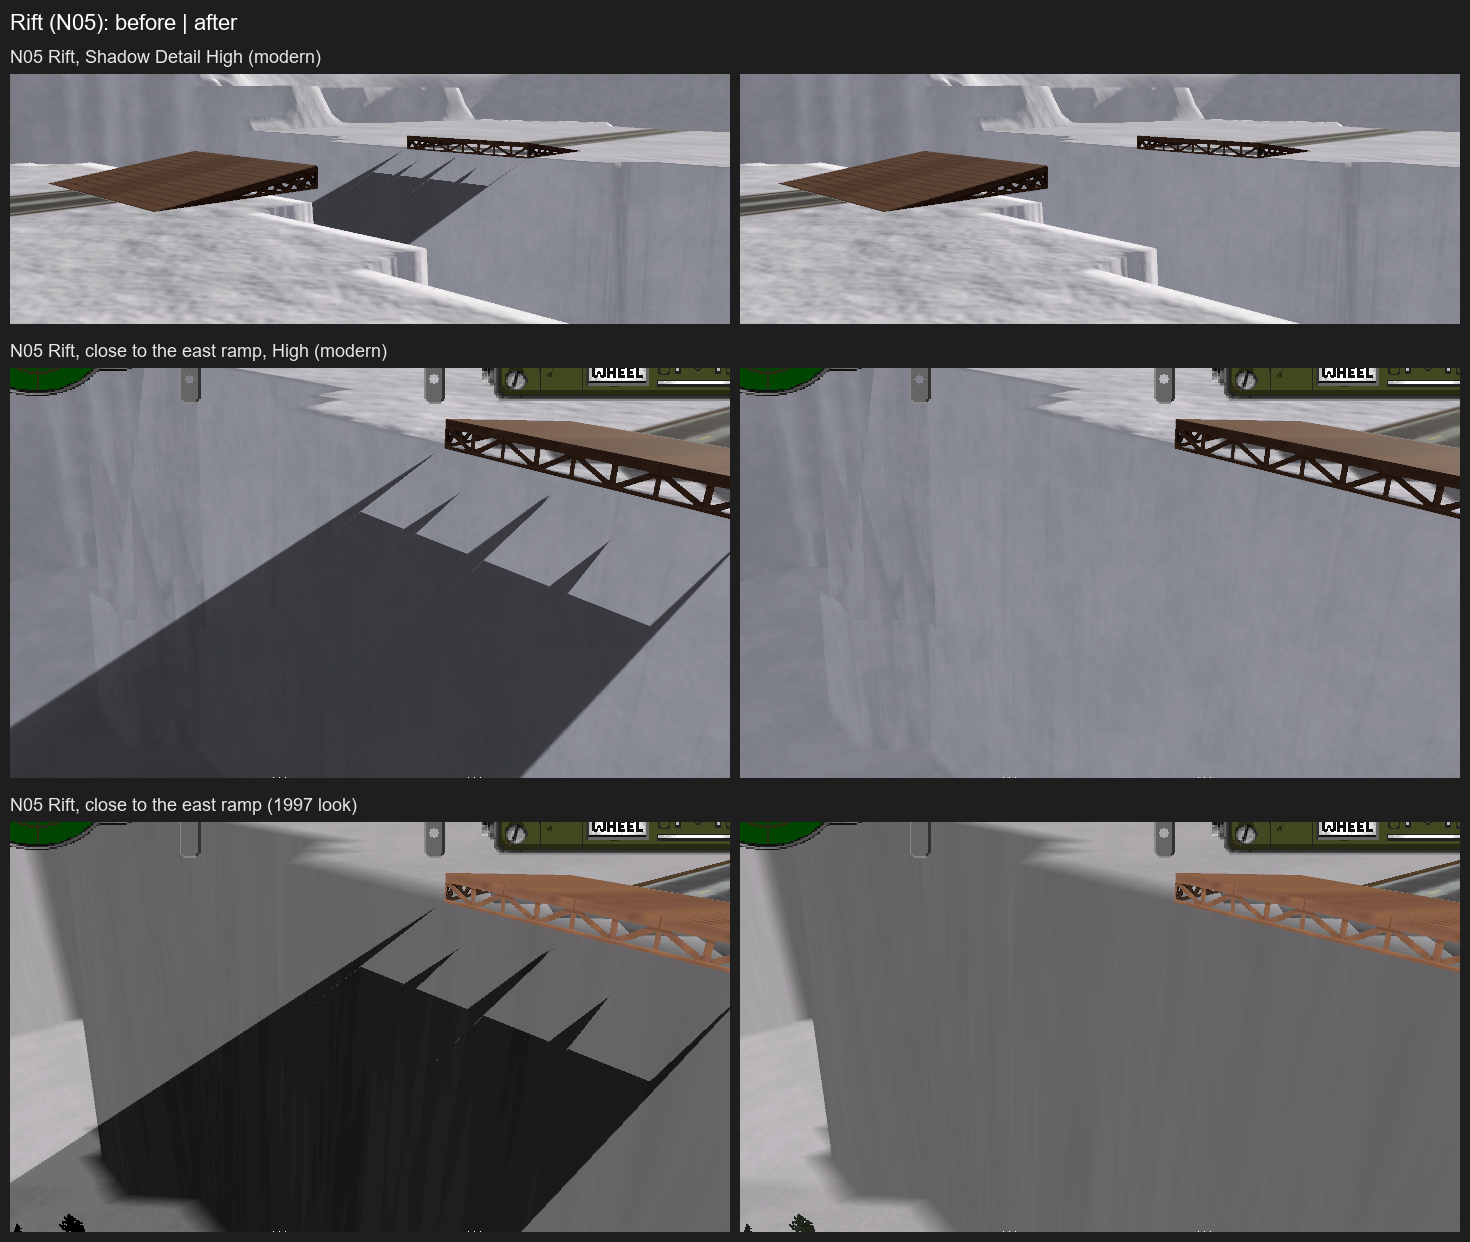 Rift (N05): before | after
N05 Rift, Shadow Detail High (modern)
N05 Rift, close to the east ramp, High (modern)
WHEEL
WHEEL
N05 Rift, close to the east ramp (1997 look)
WHEEL
WHEEL